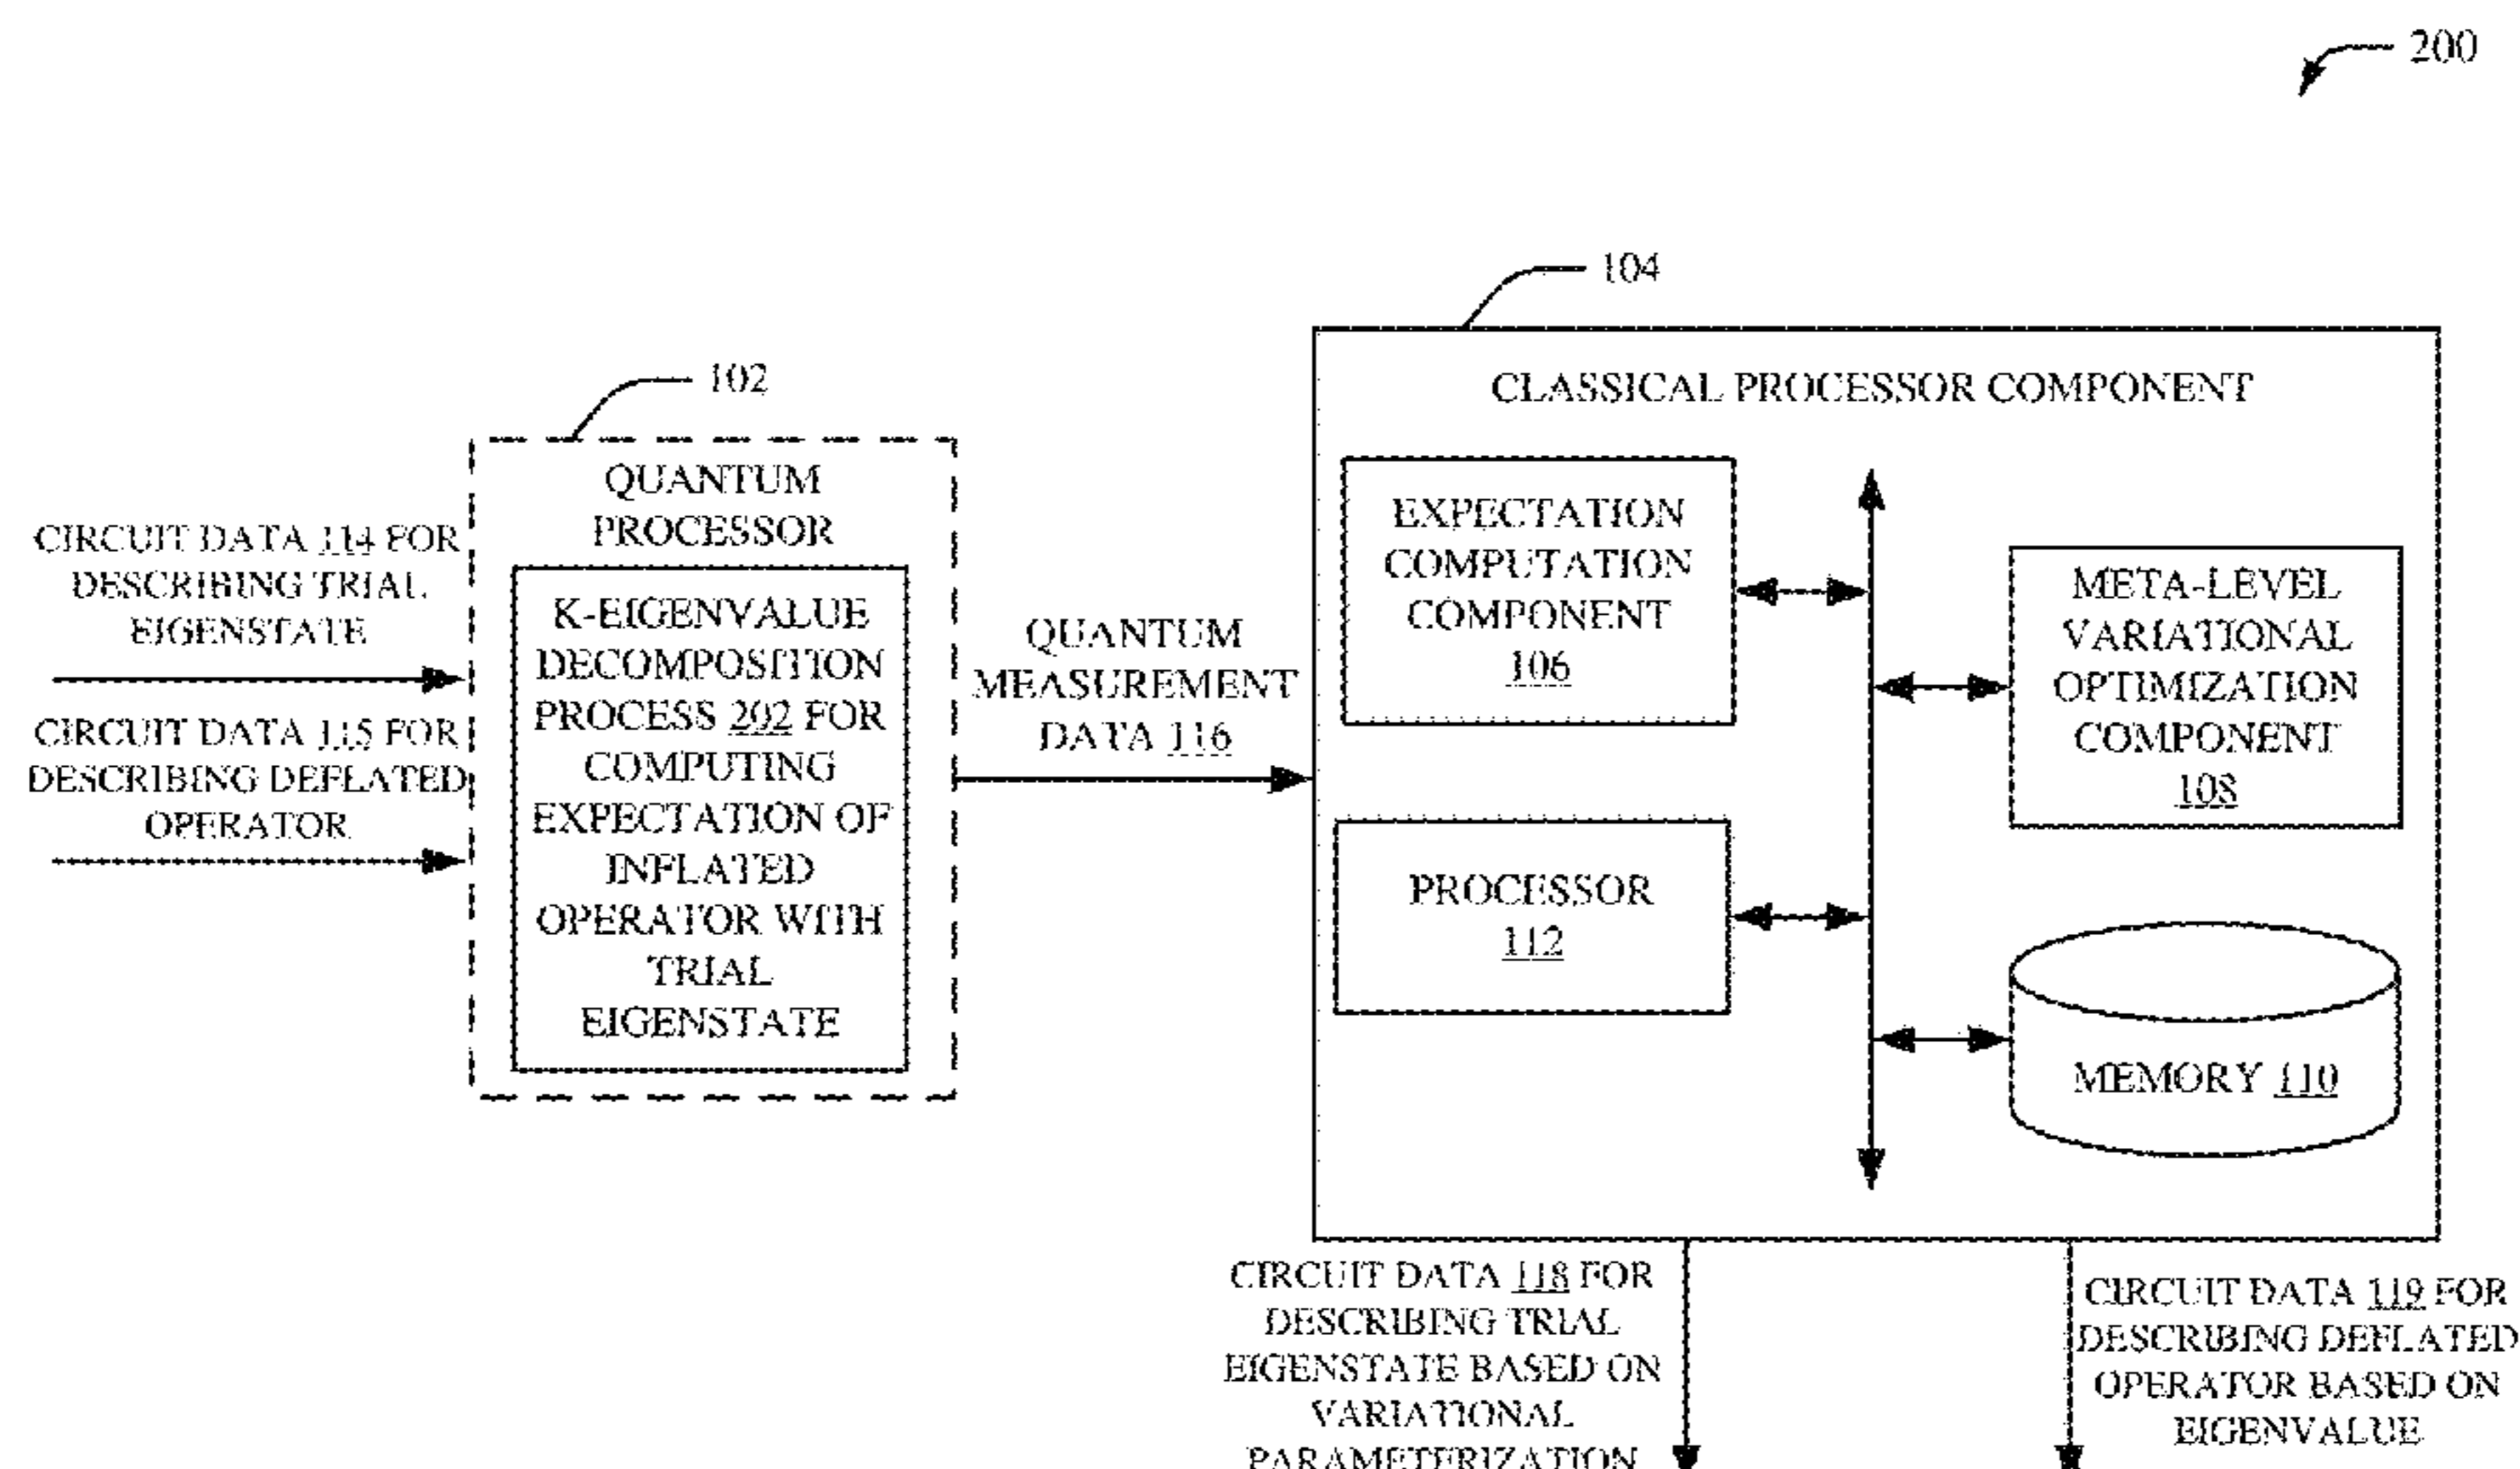 200
104
102
CLASSICAL PROCESSOR COMPONENT
QUANTUM
PROCESSOR
CIRCUIT DATA 114 FOR
DESCRIBING TRIAL
EIGENSTATE
CIRCUIT DATA 115 FOR
DESCRIBING DEFLATED
OPERATOR
K-EIGENVALUE
DECOMPOSITION
PROCESS 202 FOR
COMPUTING
EXPECTATION OF
INFLATED
OPERATOR WITH
TRIAL
EIGENSTATE
QUANTUM
MEASUREMENT
DATA 116
EXPECTATION
COMPUTATION
COMPONENT
106
META-LEVEL
VARIATIONAL
OPTIMIZATION
COMPONENT
108
PROCESSOR
112
MEMORY 110
CIRCUIT DATA 118 FOR
DESCRIBING TRIAL
EIGENSTATE BASED ON
VARIATIONAL
PARAMETERIZATION
CIRCUIT DATA 119 FOR
DESCRIBING DEFLATED
OPERATOR BASED ON
EIGENVALUE